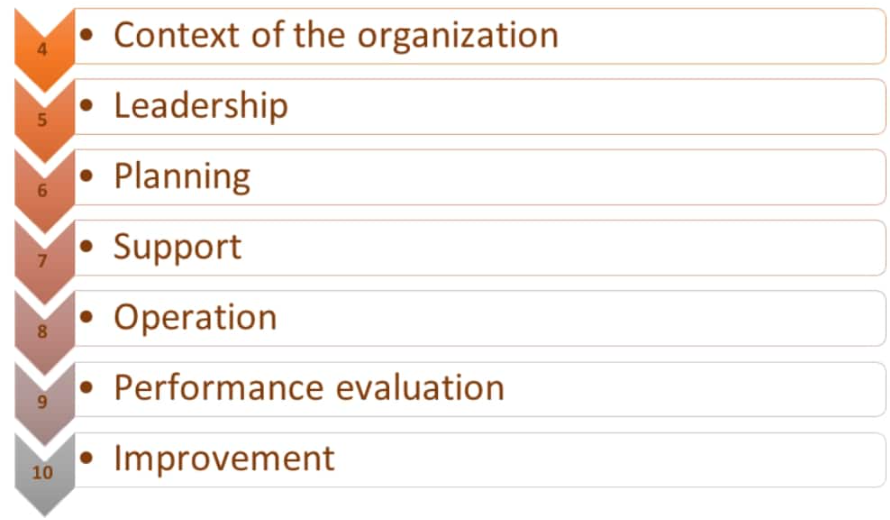 4 • Context of the organization
5 • Leadership
6 • Planning
7 • Support
8 • Operation
9 • Performance evaluation
10 • Improvement